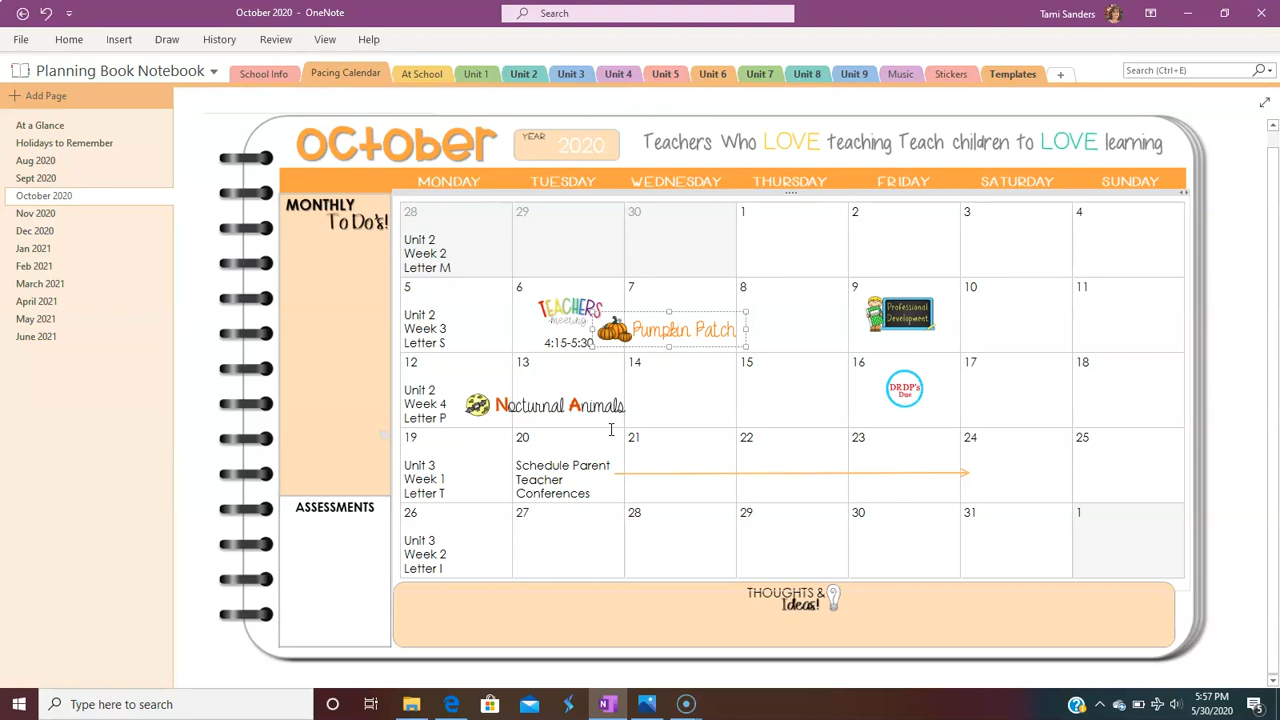 October 2020 - OneNote
Search
Tami Sanders
File Home Insert Draw History Review View Help
Planning Book Notebook
School Info Pacing Calendar At School Unit 1 Unit 2 Unit 3 Unit 4 Unit 5 Unit 6 Unit 7 Unit 8 Unit 9 Music Stickers Templates +
Search (Ctrl+E)
+ Add Page
At a Glance
Holidays to Remember
Aug 2020
Sept 2020
October 2020
Nov 2020
Dec 2020
Jan 2021
Feb 2021
March 2021
April 2021
May 2021
June 2021
October
YEAR
2020
Teachers Who LOVE teaching Teach children to LOVE learning
MONDAY TUESDAY WEDNESDAY THURSDAY FRIDAY SATURDAY SUNDAY
MONTHLY
To Do's!
ASSESSMENTS
28 29 30 1 2 3 4
Unit 2
Week 2
Letter M
5 6 7 8 9 10 11
Unit 2
Week 3
Letter S
TEACHERS
meeting
4:15-5:30
Pumpkin Patch
Professional
Development
12 13 14 15 16 17 18
Unit 2
Week 4
Letter P
Nocturnal Animals
DRDP's
Due
19 20 21 22 23 24 25
Unit 3
Week 1
Letter T
Schedule Parent
Teacher
Conferences
26 27 28 29 30 31 1
Unit 3
Week 2
Letter I
THOUGHTS &
Ideas!
Type here to search
5:57 PM
5/30/2020